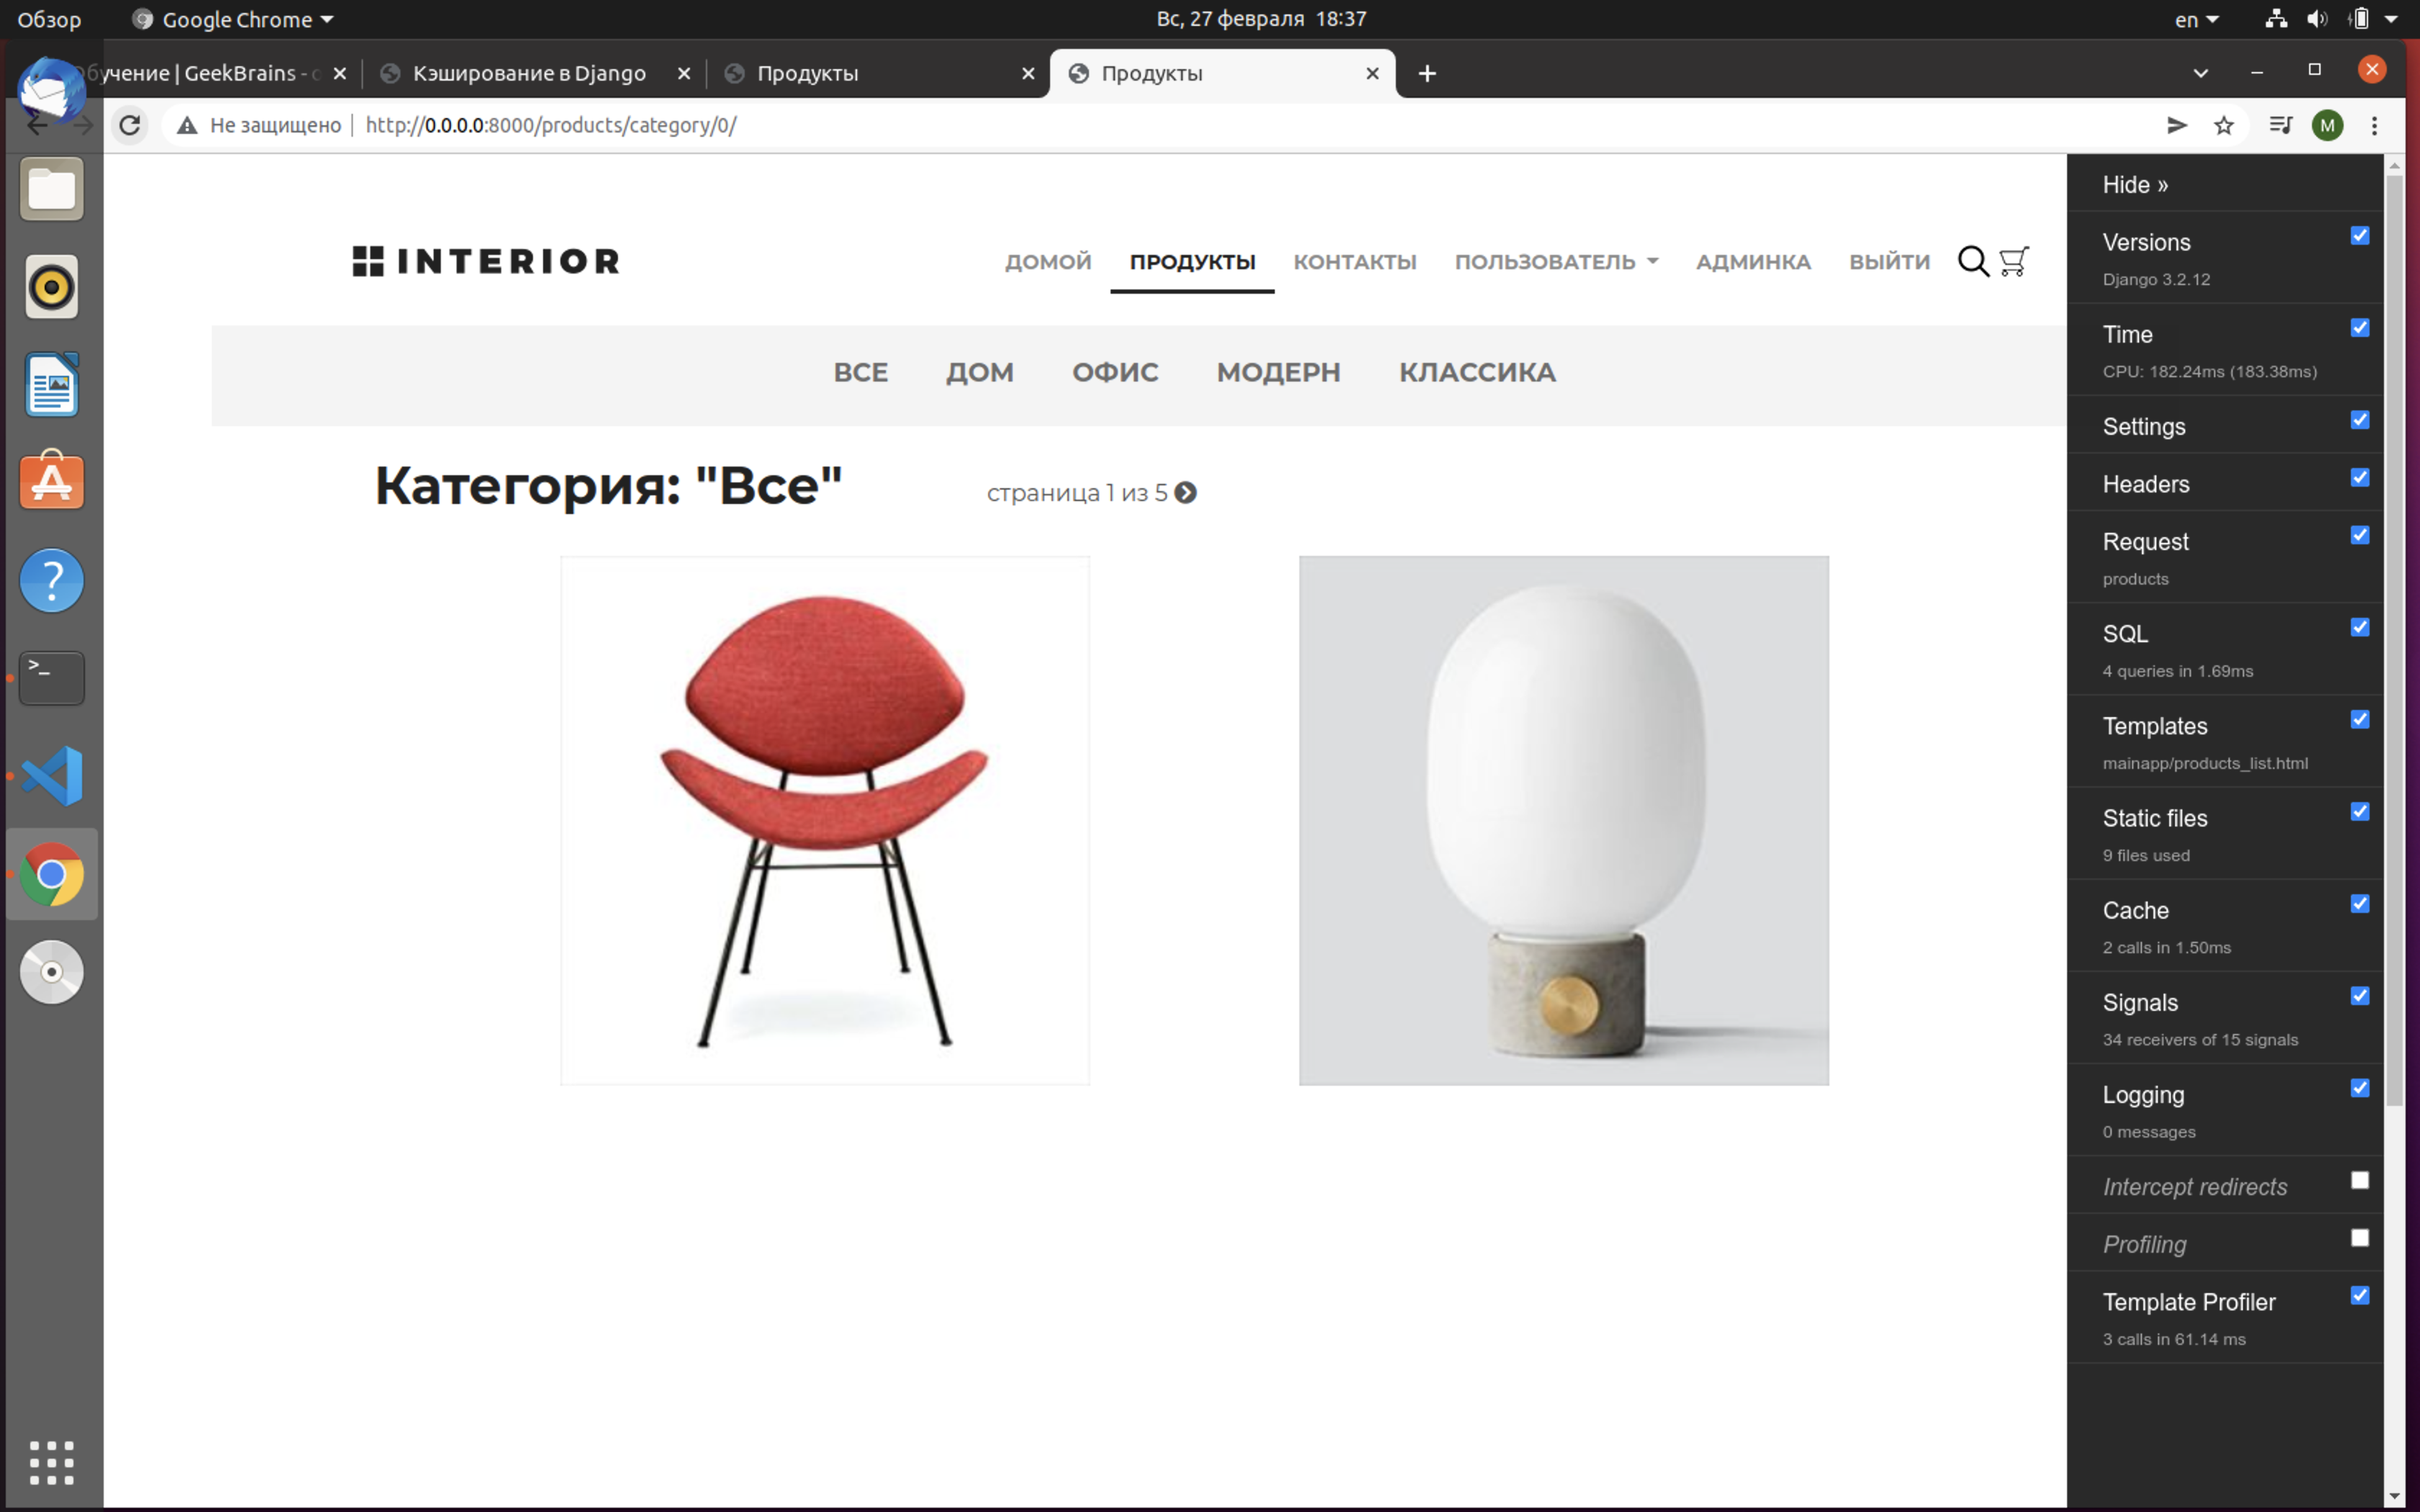 Обзор Google Chrome Вс, 27 февраля 18:37 en
бучение | GeekBrains - Кэширование в Django Продукты Продукты
Не защищено http://0.0.0.0:8000/products/category/0/
INTERIOR ДОМОЙ ПРОДУКТЫ КОНТАКТЫ ПОЛЬЗОВАТЕЛЬ АДМИНКА ВЫЙТИ
ВСЕ ДОМ ОФИС МОДЕРН КЛАССИКА
Категория: "Все" страница 1 из 5
Hide »
Versions
Django 3.2.12
Time
CPU: 182.24ms (183.38ms)
Settings
Headers
Request
products
SQL
4 queries in 1.69ms
Templates
mainapp/products_list.html
Static files
9 files used
Cache
2 calls in 1.50ms
Signals
34 receivers of 15 signals
Logging
0 messages
Intercept redirects
Profiling
Template Profiler
3 calls in 61.14 ms
M